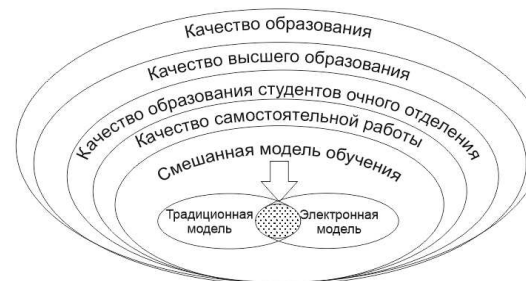 Качество образования
Качество высшего образования
Качество образования студентов очного отделения
Качество самостоятельной работы
Смешанная модель обучения
Традиционная
модель
Электронная
модель